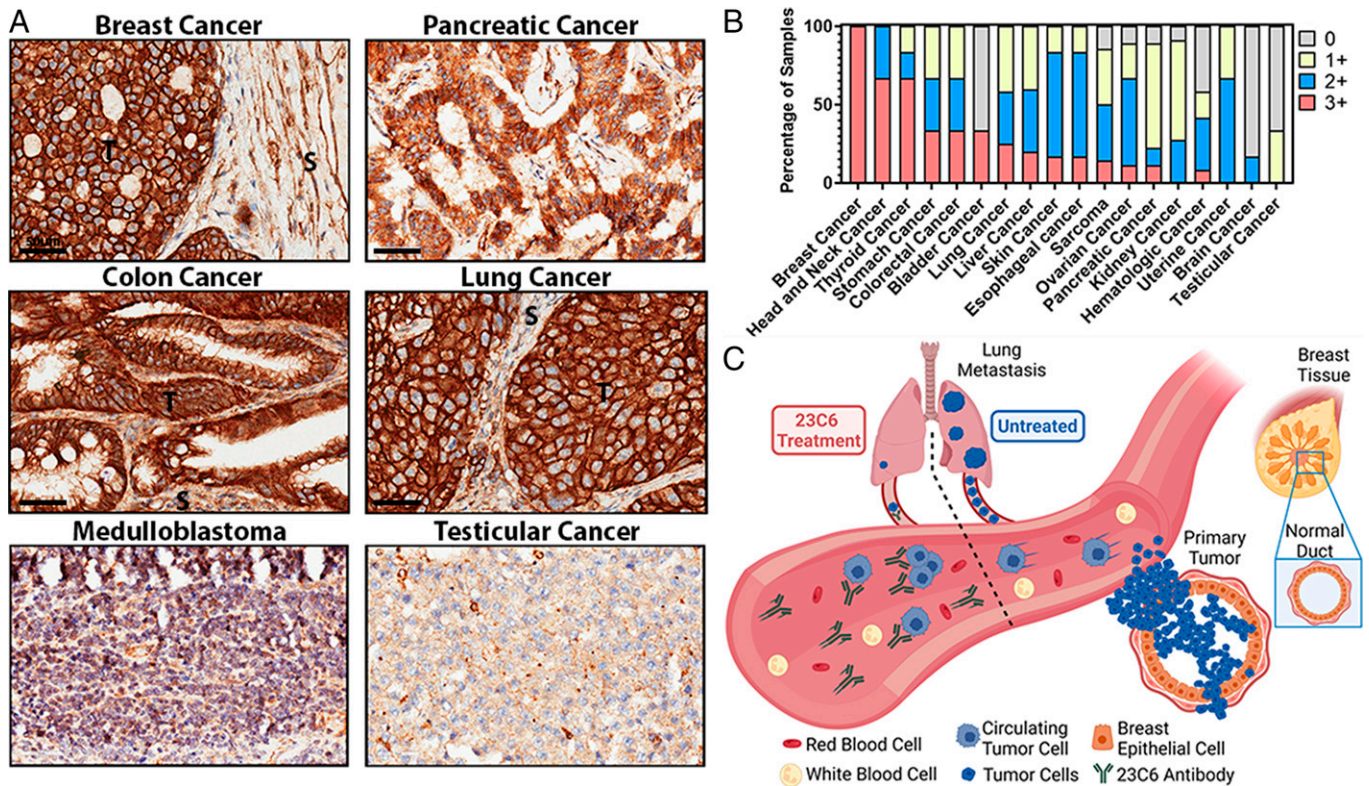 A
Breast Cancer
T
S
50um
Pancreatic Cancer
Colon Cancer
T
S
Lung Cancer
S
T
Medulloblastoma
Testicular Cancer
B
Percentage of Samples
100
50
0
0
1+
2+
3+
Breast Cancer
Head and Neck Cancer
Thyroid Cancer
Stomach Cancer
Colorectal Cancer
Bladder Cancer
Lung Cancer
Liver Cancer
Skin Cancer
Esophageal cancer
Sarcoma
Ovarian Cancer
Pancreatic Cancer
Kidney Cancer
Hematologic Cancer
Uterine Cancer
Brain Cancer
Testicular Cancer
C
Lung
Metastasis
23C6
Treatment
Untreated
Breast
Tissue
Primary
Tumor
Normal
Duct
Red Blood Cell
White Blood Cell
Circulating
Tumor Cell
Tumor Cells
Breast
Epithelial Cell
23C6 Antibody